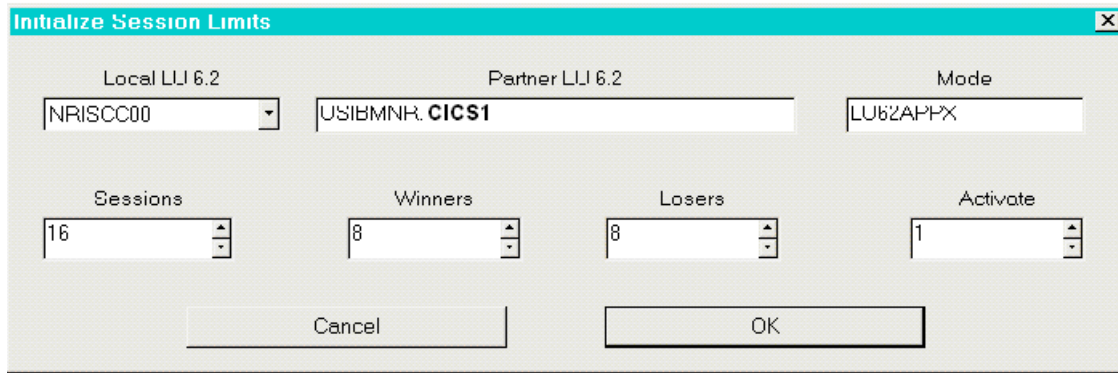 Initialize Session Limits
Local LU 6.2 Partner LU 6.2 Mode
NRISCC00 USIBMNR. CICS1 LU62APPX
Sessions Winners Losers Activate
16 8 8 1
Cancel OK